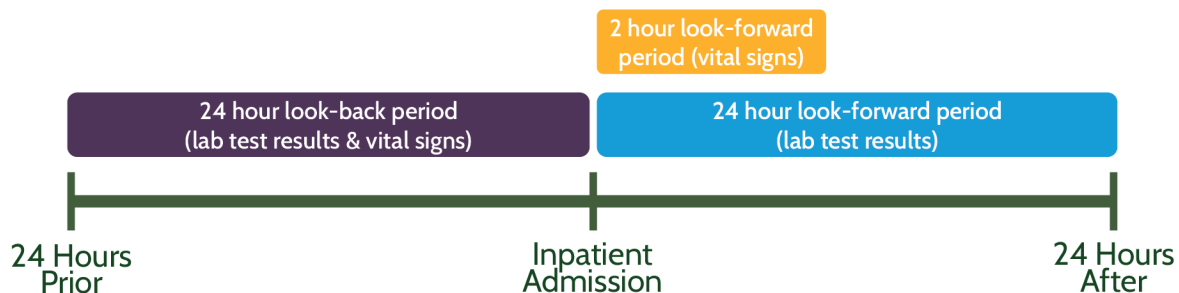 2 hour look-forward
period (vital signs)
24 hour look-back period
(lab test results & vital signs)
24 hour look-forward period
(lab test results)
24 Hours
Prior
Inpatient
Admission
24 Hours
After